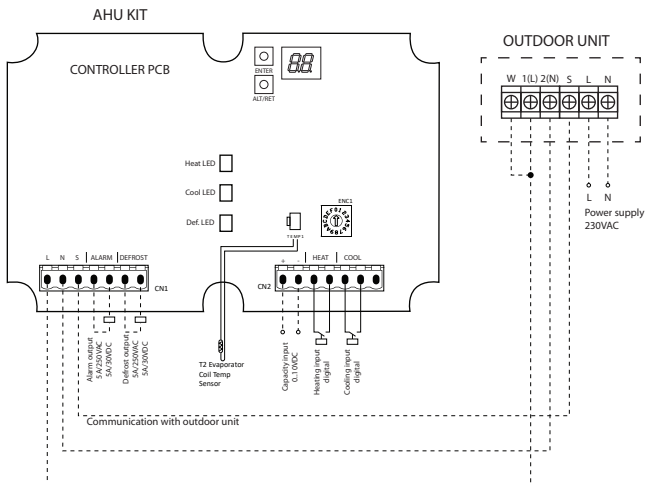 AHU KIT
OUTDOOR UNIT
CONTROLLER PCB
ENTER
ALT/RET
88
W 1(L) 2(N) S L N
Heat LED
Cool LED
Def. LED
ENC1
TEMP1
L N
Power supply
230VAC
L N S ALARM DEFROST
CN1
+ - HEAT COOL
CN2
Alarm output
5A/250VAC
5A/30VDC
Defrost output
5A/250VAC
5A/30VDC
T2 Evaporator
Coil Temp
Sensor
Capacity input
0..10VDC
Heating input
digital
Cooling input
digital
Communication with outdoor unit